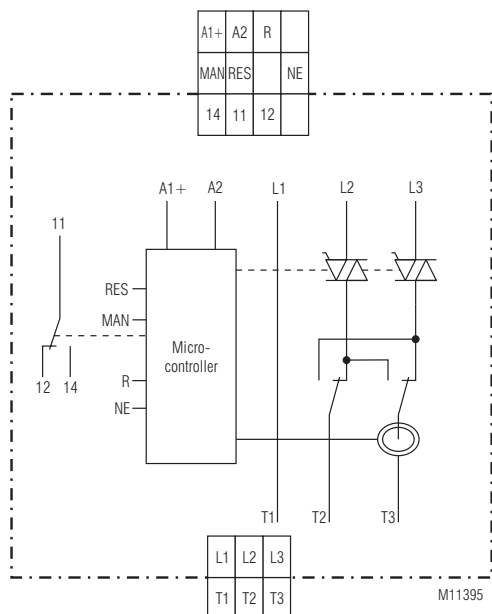 A1+ A2 R
MAN RES NE
14 11 12
A1+ A2 L1 L2 L3
11
RES
MAN
Micro-
controller
12 14
R
NE
T1 T2 T3
L1 L2 L3
T1 T2 T3
M11395